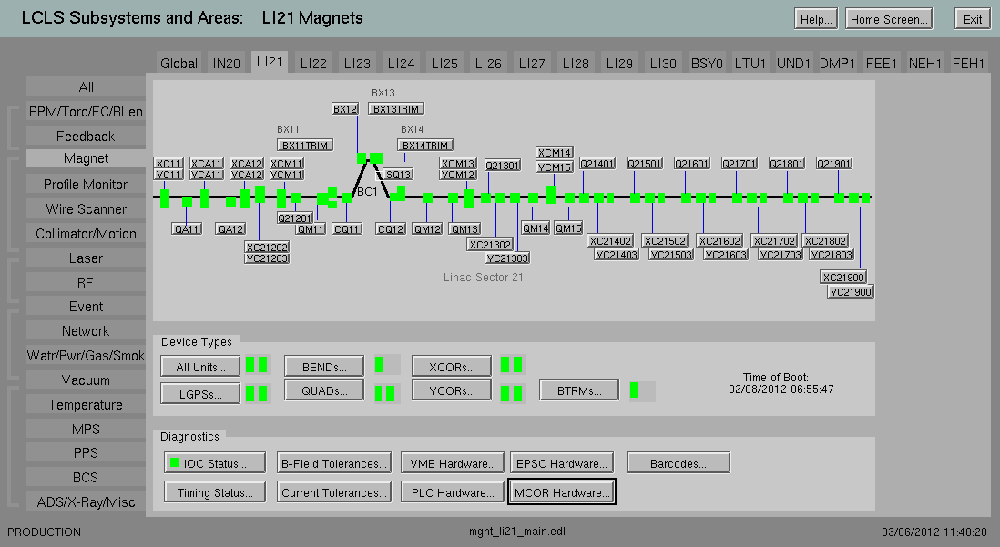 LCLS Subsystems and Areas: LI21 Magnets
Help... Home Screen... Exit
Global IN20 LI21 LI22 LI23 LI24 LI25 LI26 LI27 LI28 LI29 LI30 BSY0 LTU1 UND1 DMP1 FEE1 NEH1 FEH1
All
BPM/Toro/FC/BLen
Feedback
Magnet
Profile Monitor
Wire Scanner
Collimator/Motion
Laser
RF
Event
Network
Watr/Pwr/Gas/Smok
Vacuum
Temperature
MPS
PPS
BCS
ADS/X-Ray/Misc
BX13
BX12 BX13TRIM
BX11 BX14
BX11TRIM BX14TRIM
XCM14
XC11 XCA11 XCA12 XCM11 XCM13 Q21301 YCM15 Q21401 Q21501 Q21601 Q21701 Q21801 Q21901
YC11 YCA11 YCA12 YCM11 SQ13 YCM12
BC1
Q21201
QA11 QA12 QM11 CQ11 CQ12 QM12 QM13 QM14 QM15
XC21202 XC21302 XC21402 XC21502 XC21602 XC21702 XC21802
YC21203 YC21303 YC21403 YC21503 YC21603 YC21703 YC21803
Linac Sector 21 XC21900
YC21900
Device Types
All Units... BENDs... XCORs...
LGPSs... QUADs... YCORs... BTRMs...
Time of Boot:
02/08/2012 06:55:47
Diagnostics
IOC Status... B-Field Tolerances... VME Hardware... EPSC Hardware... Barcodes...
Timing Status... Current Tolerances... PLC Hardware... MCOR Hardware...
PRODUCTION mgnt_li21_main.edl 03/06/2012 11:40:20